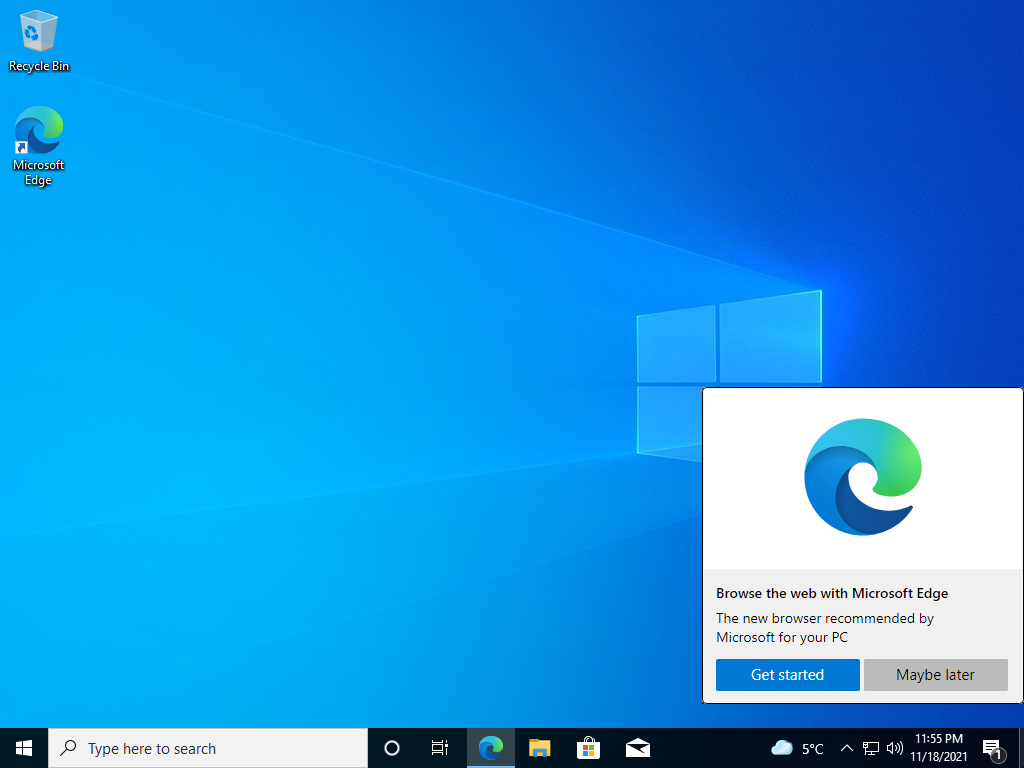 Recycle Bin
Microsoft
Edge
Browse the web with Microsoft Edge
The new browser recommended by
Microsoft for your PC
Get started
Maybe later
Type here to search
5°C
11:55 PM
11/18/2021
1